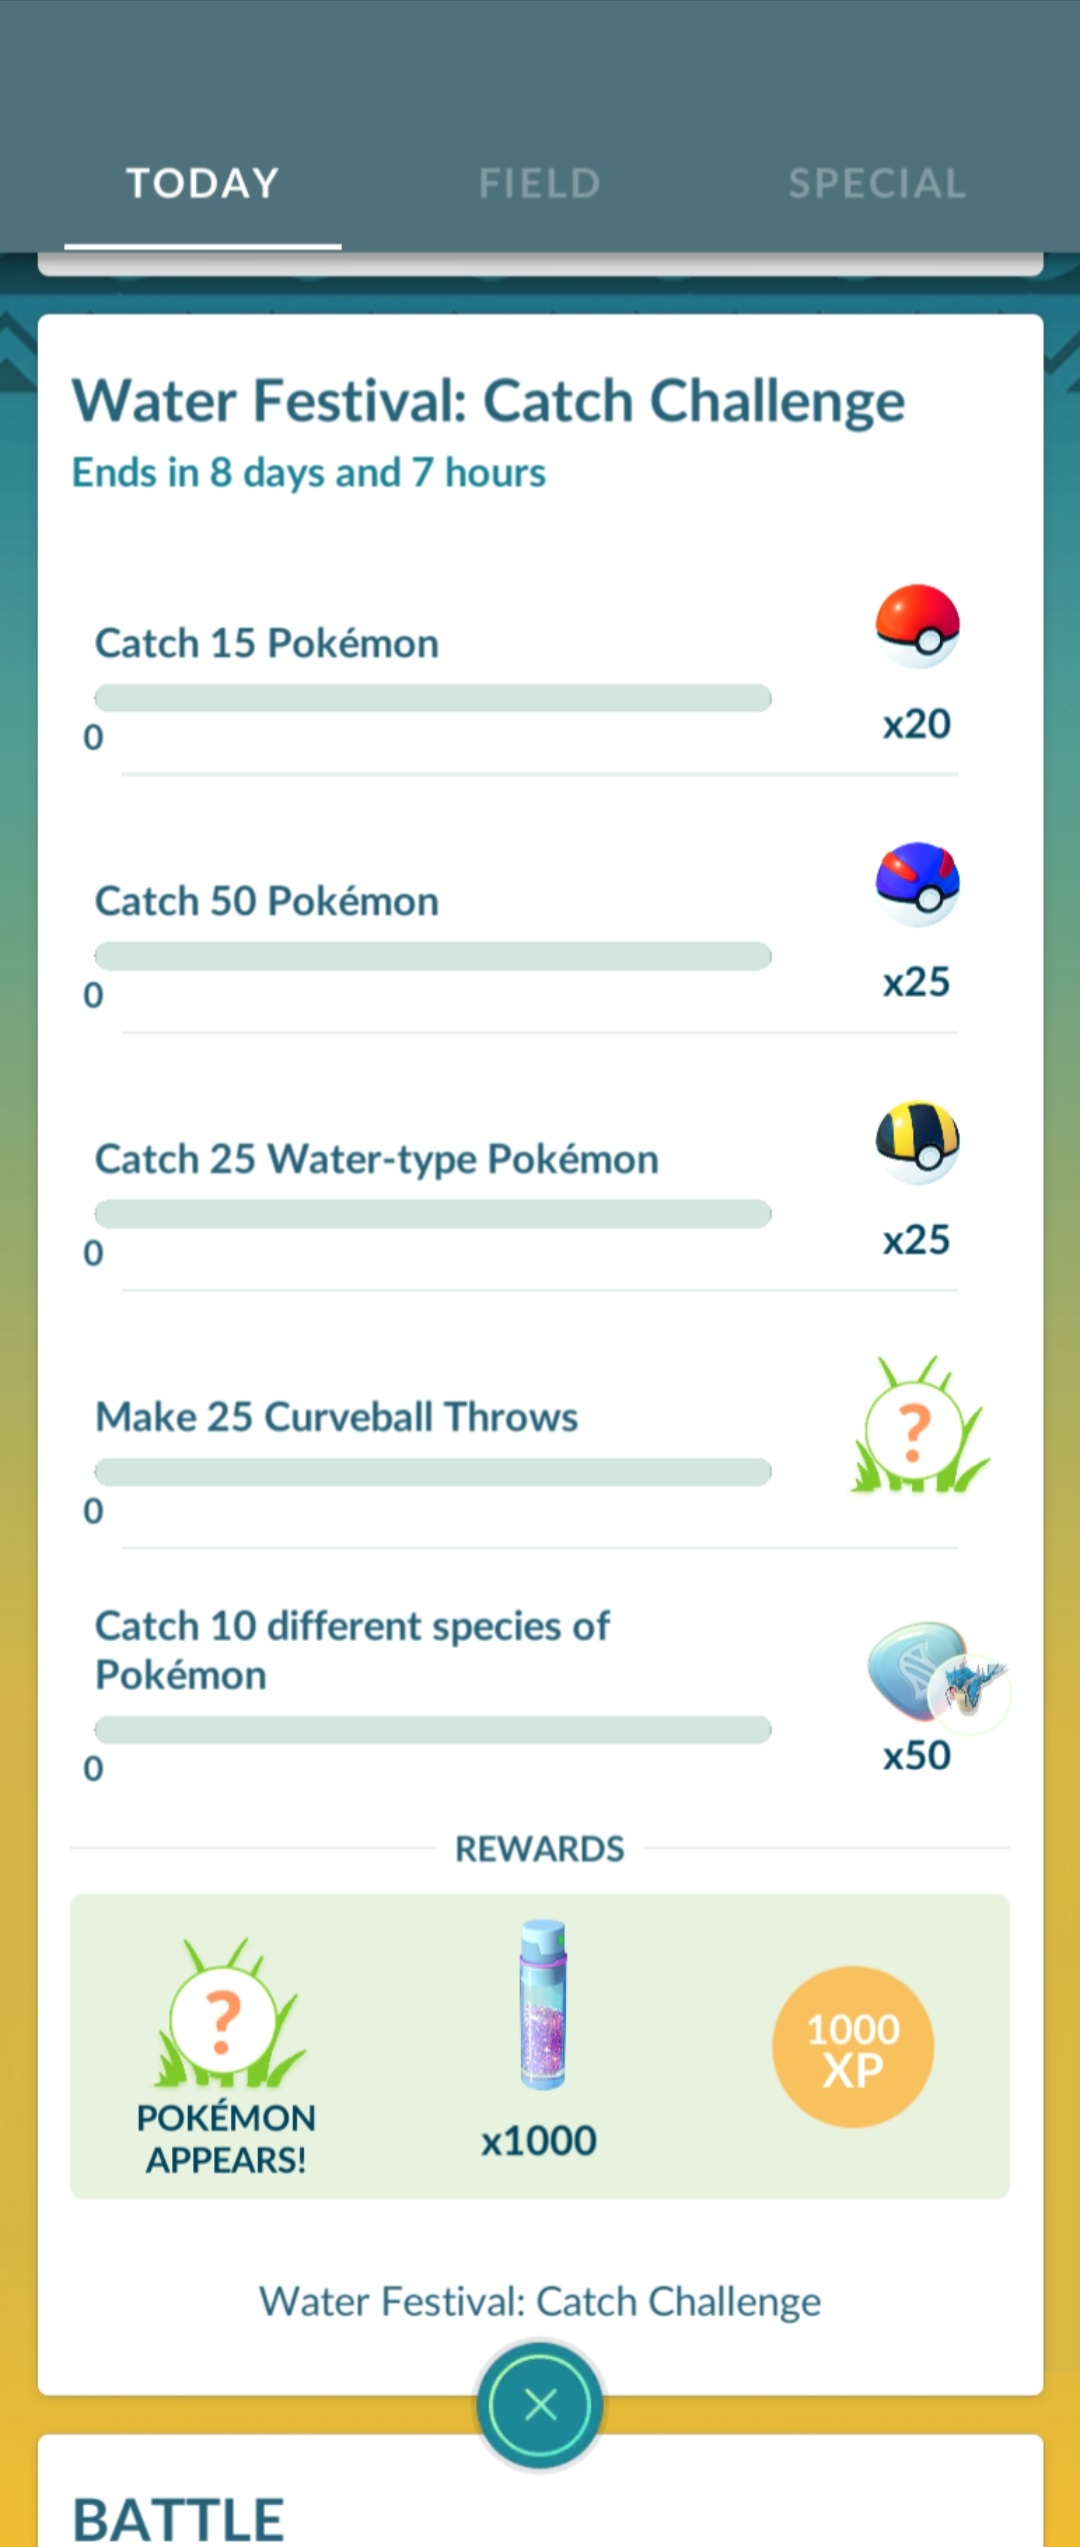 TODAY
FIELD
SPECIAL
Water Festival: Catch Challenge
Ends in 8 days and 7 hours
Catch 15 Pokémon
0
x20
Catch 50 Pokémon
0
x25
Catch 25 Water-type Pokémon
0
x25
Make 25 Curveball Throws
0
?
Catch 10 different species of
Pokémon
0
x50
REWARDS
?
POKÉMON
APPEARS!
x1000
1000
XP
Water Festival: Catch Challenge
BATTLE